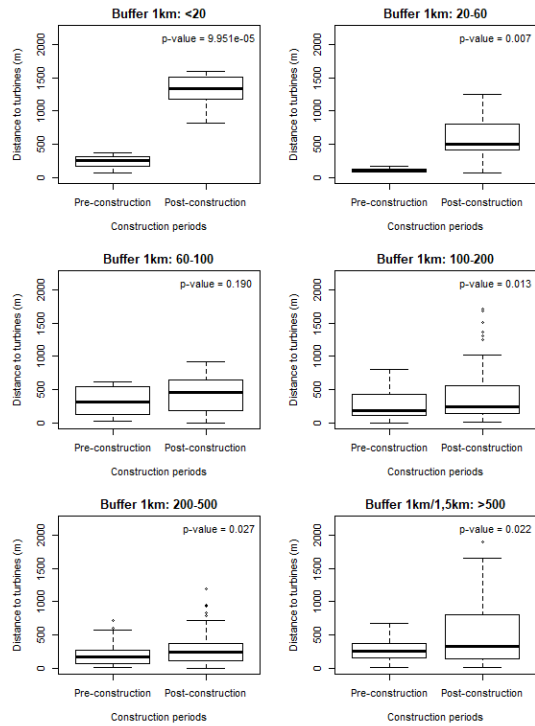 Buffer 1km: <20
p-value = 9.951e-05
Distance to turbines (m)
0
500
1000
1500
2000
Pre-construction
Post-construction
Construction periods
Buffer 1km: 20-60
p-value = 0.007
Distance to turbines (m)
0
500
1000
1500
2000
Pre-construction
Post-construction
Construction periods
Buffer 1km: 60-100
p-value = 0.190
Distance to turbines (m)
0
500
1000
1500
2000
Pre-construction
Post-construction
Construction periods
Buffer 1km: 100-200
p-value = 0.013
Distance to turbines (m)
0
500
1000
1500
2000
Pre-construction
Post-construction
Construction periods
Buffer 1km: 200-500
p-value = 0.027
Distance to turbines (m)
0
500
1000
1500
2000
Pre-construction
Post-construction
Construction periods
Buffer 1km/1,5km: >500
p-value = 0.022
Distance to turbines (m)
0
500
1000
1500
2000
Pre-construction
Post-construction
Construction periods